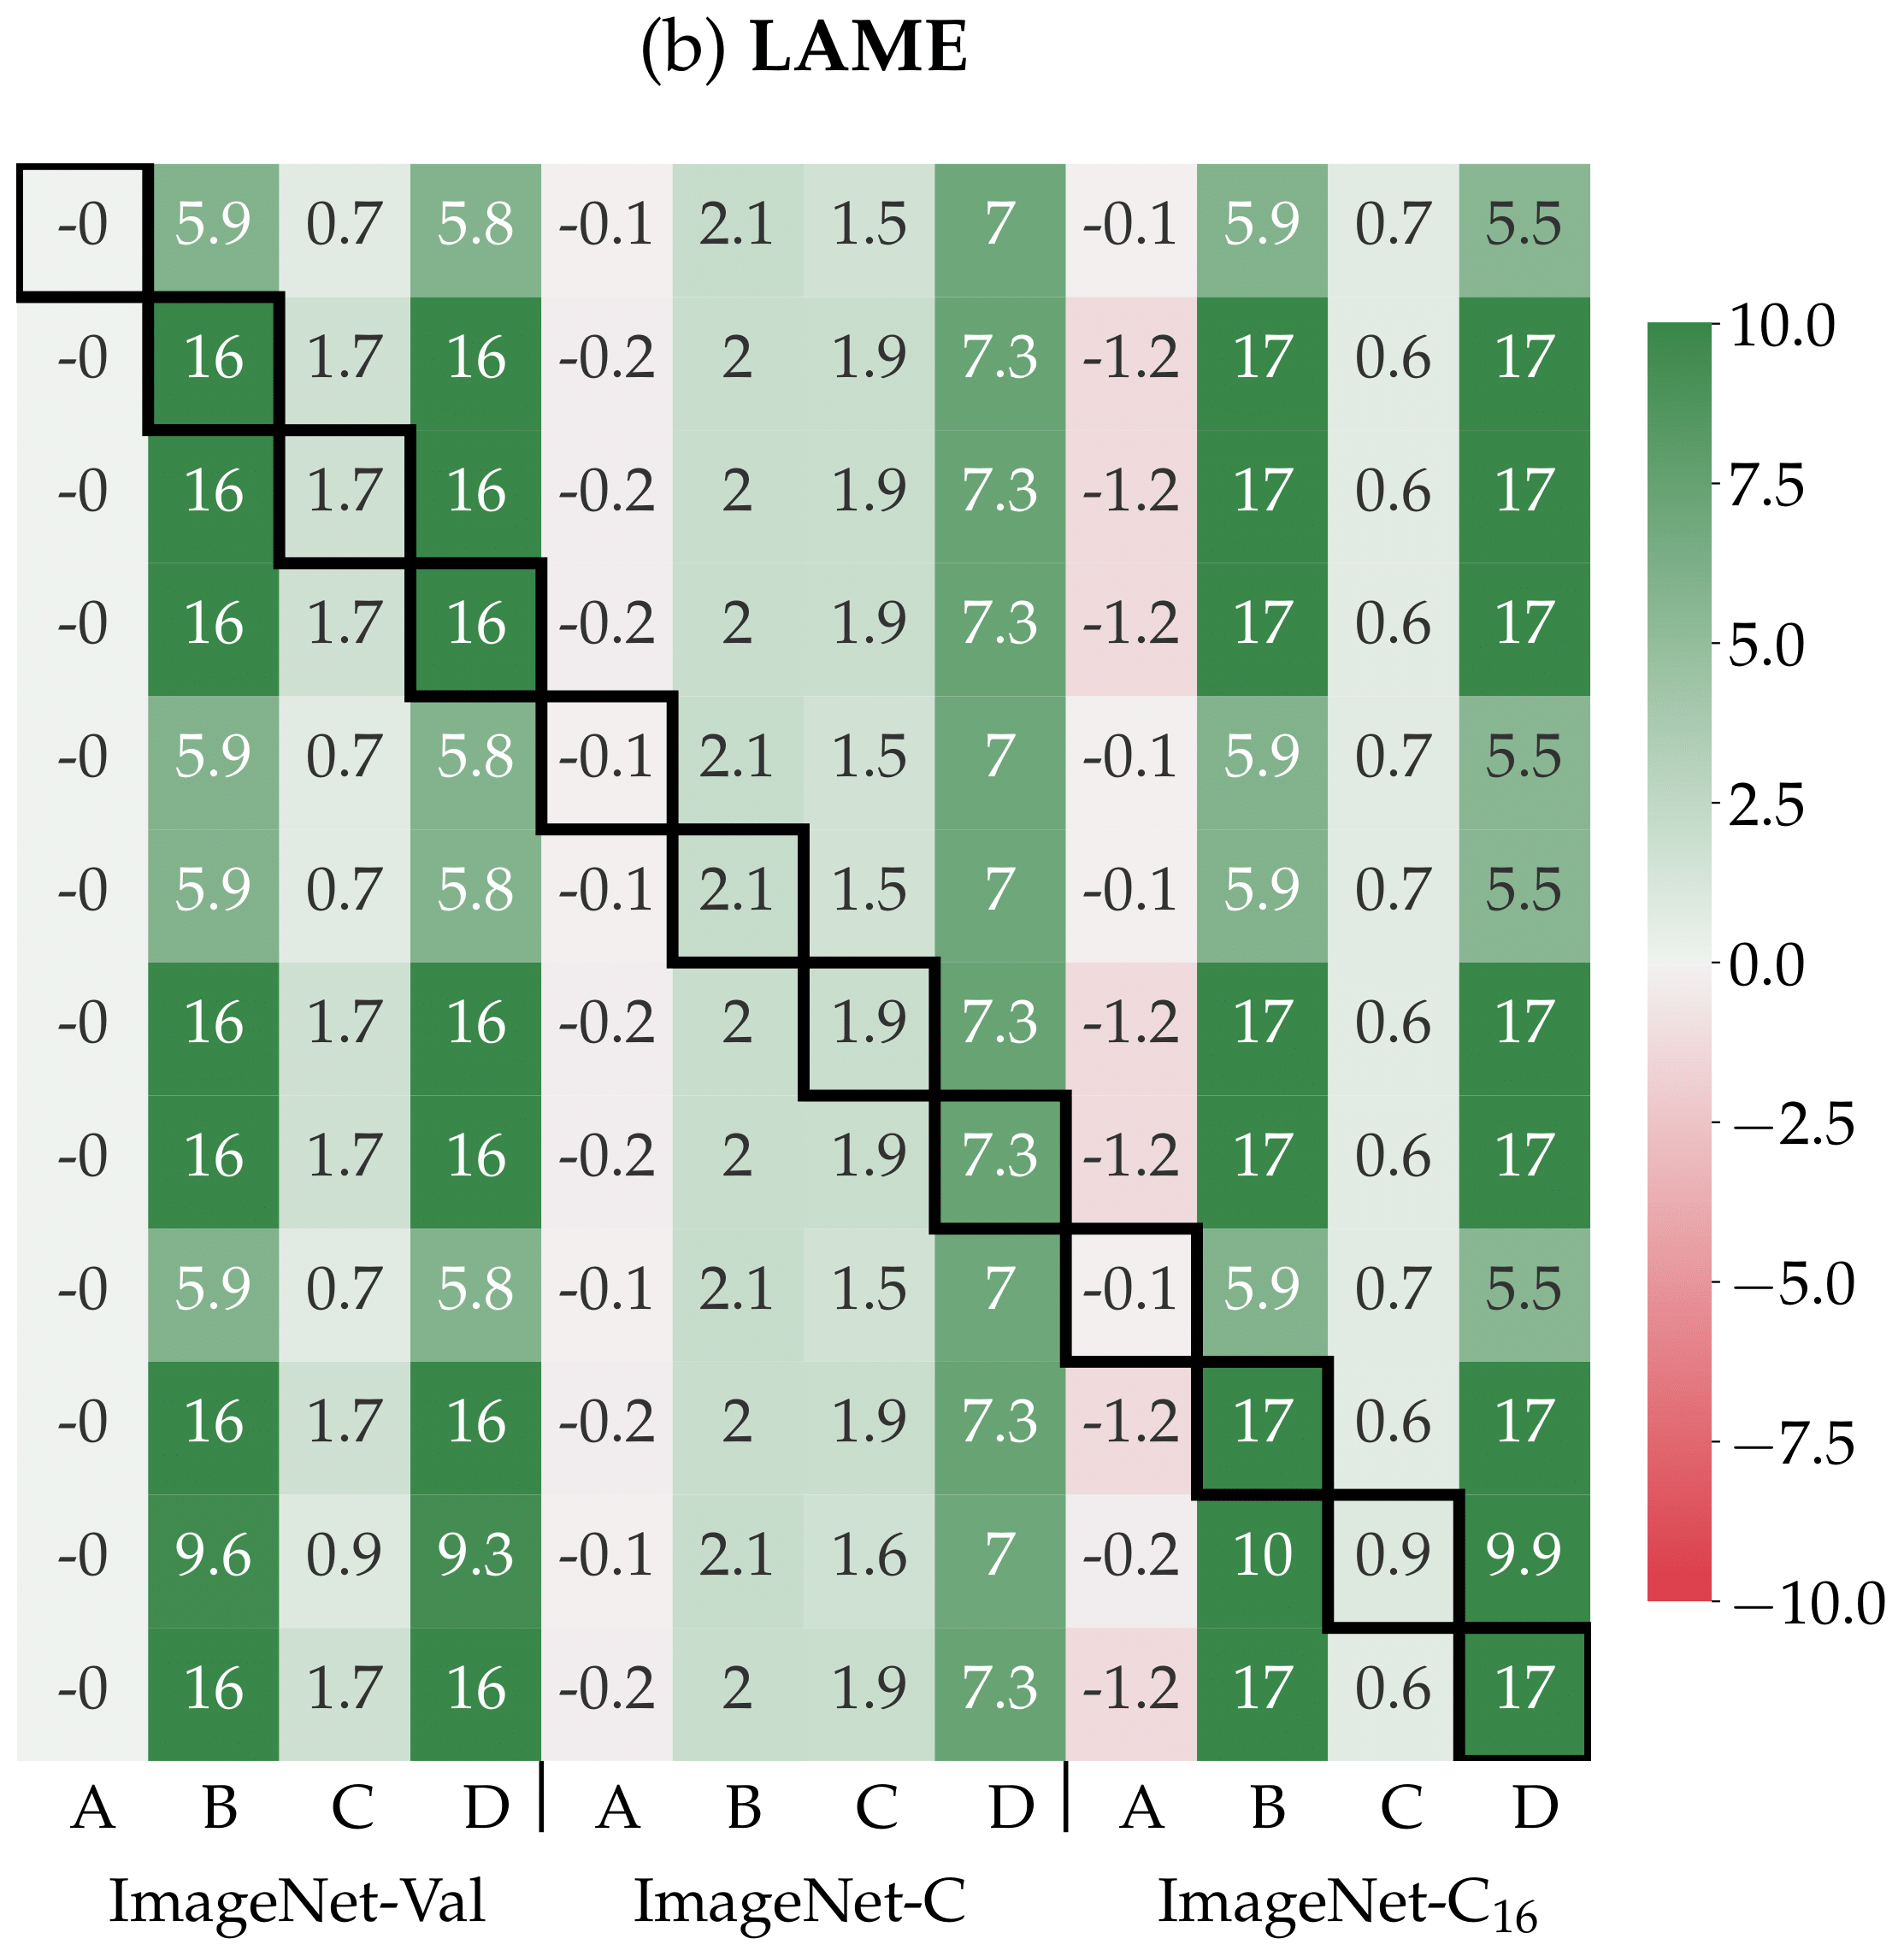 (b) LAME
-0 5.9 0.7 5.8 -0.1 2.1 1.5 7 -0.1 5.9 0.7 5.5
-0 16 1.7 16 -0.2 2 1.9 7.3 -1.2 17 0.6 17
-0 16 1.7 16 -0.2 2 1.9 7.3 -1.2 17 0.6 17
-0 16 1.7 16 -0.2 2 1.9 7.3 -1.2 17 0.6 17
-0 5.9 0.7 5.8 -0.1 2.1 1.5 7 -0.1 5.9 0.7 5.5
-0 5.9 0.7 5.8 -0.1 2.1 1.5 7 -0.1 5.9 0.7 5.5
-0 16 1.7 16 -0.2 2 1.9 7.3 -1.2 17 0.6 17
-0 16 1.7 16 -0.2 2 1.9 7.3 -1.2 17 0.6 17
-0 5.9 0.7 5.8 -0.1 2.1 1.5 7 -0.1 5.9 0.7 5.5
-0 16 1.7 16 -0.2 2 1.9 7.3 -1.2 17 0.6 17
-0 9.6 0.9 9.3 -0.1 2.1 1.6 7 -0.2 10 0.9 9.9
-0 16 1.7 16 -0.2 2 1.9 7.3 -1.2 17 0.6 17
A B C D A B C D A B C D
ImageNet-Val ImageNet-C ImageNet-C₁₆
10.0
7.5
5.0
2.5
0.0
−2.5
−5.0
−7.5
−10.0